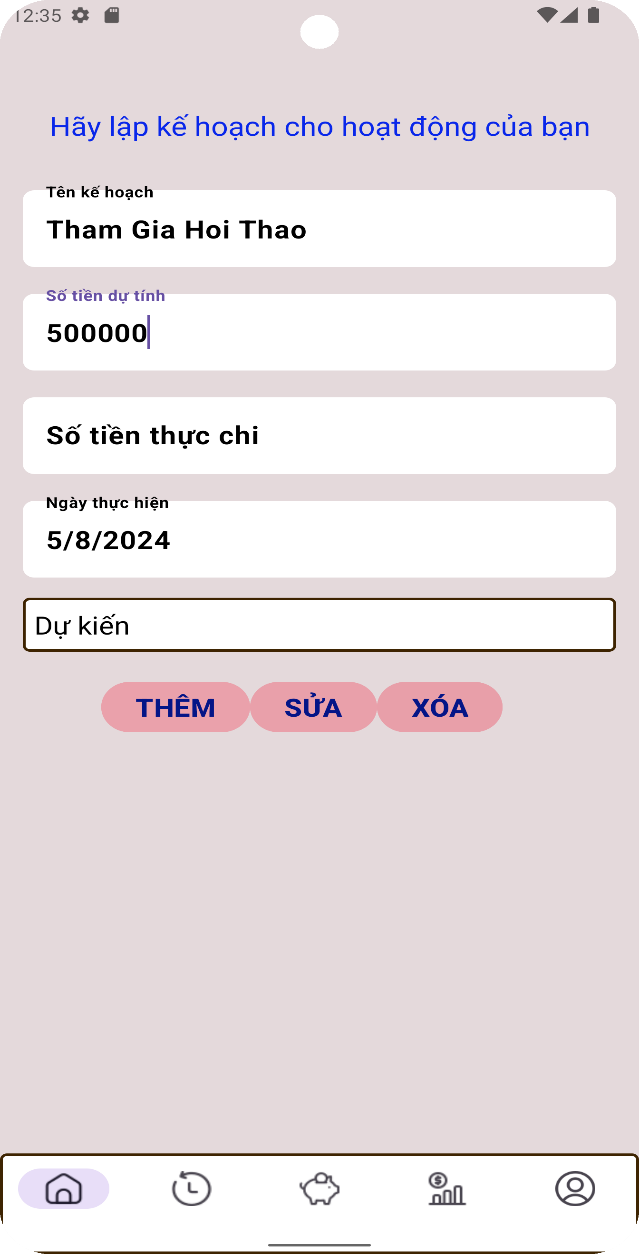 12:35
Hãy lập kế hoạch cho hoạt động của bạn
Tên kế hoạch
Tham Gia Hoi Thao
Số tiền dự tính
500000
Số tiền thực chi
Ngày thực hiện
5/8/2024
Dự kiến
THÊM SỬA XÓA